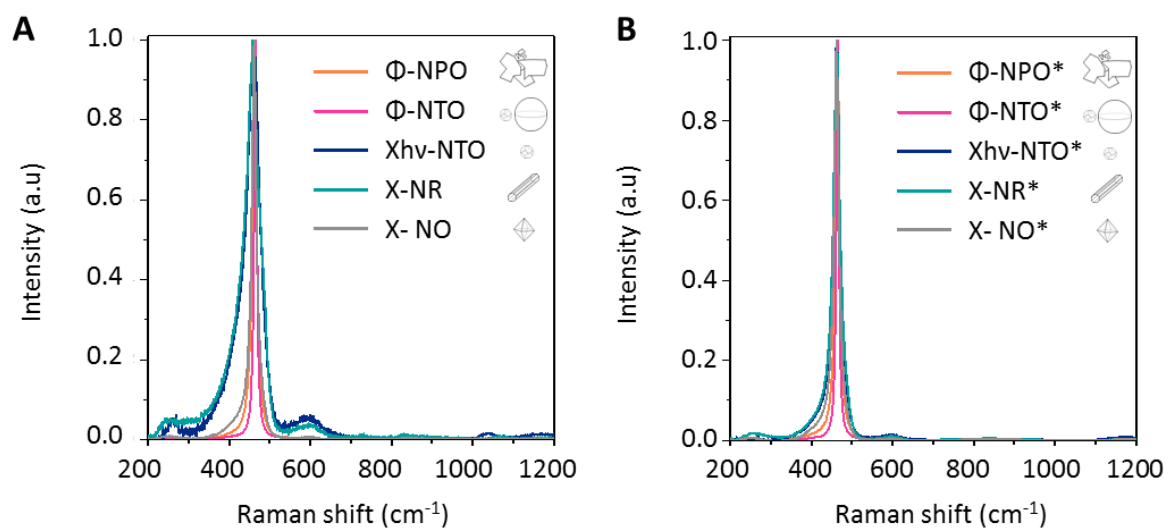 A
Intensity (a.u)
1.0
0.8
0.6
0.4
0.2
0.0
200
400
600
800
1000
1200
Raman shift (cm⁻¹)
Φ-NPO
Φ-NTO
Xhν-NTO
X-NR
X- NO
B
Intensity (a.u)
1.0
0.8
0.6
0.4
0.2
0.0
200
400
600
800
1000
1200
Raman shift (cm⁻¹)
Φ-NPO*
Φ-NTO*
Xhν-NTO*
X-NR*
X- NO*